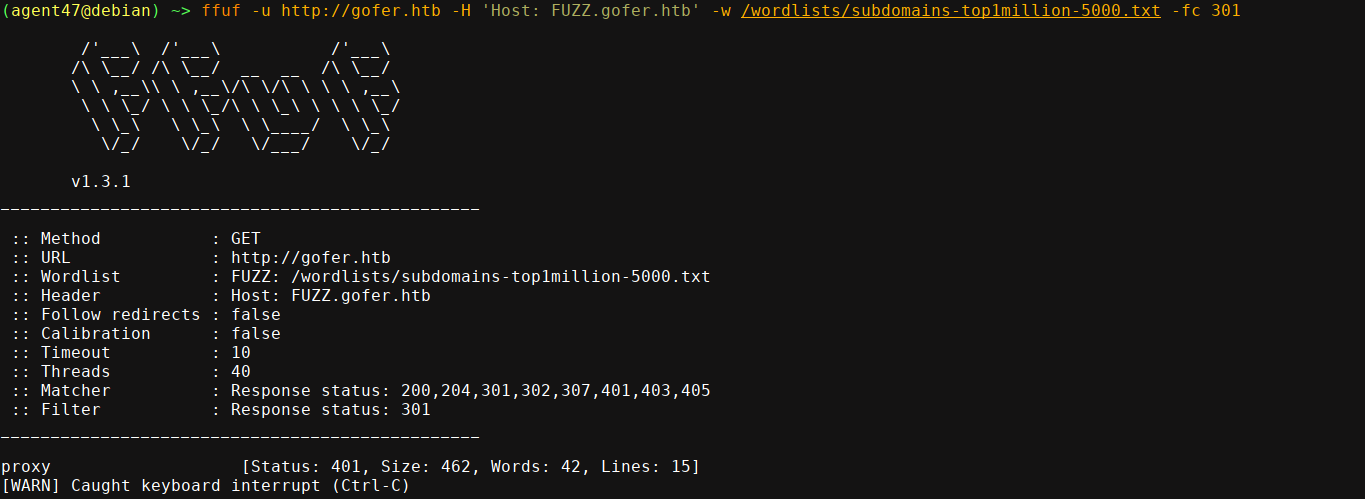 (agent47@debian) ~> ffuf -u http://gofer.htb -H 'Host: FUZZ.gofer.htb' -w /wordlists/subdomains-top1million-5000.txt -fc 301
        /'___\  /'___\           /'___\
       /\ \__/ /\ \__/  __  __  /\ \__/
       \ \ ,__\\ \ ,__\/\ \/\ \ \ \ ,__\
        \ \ \_/ \ \ \_/\ \ \_\ \ \ \ \_/
         \ \_\   \ \_\  \ \____/  \ \_\
          \/_/    \/_/   \/___/    \/_/
       v1.3.1
________________________________________________
 :: Method           : GET
 :: URL              : http://gofer.htb
 :: Wordlist         : FUZZ: /wordlists/subdomains-top1million-5000.txt
 :: Header           : Host: FUZZ.gofer.htb
 :: Follow redirects : false
 :: Calibration      : false
 :: Timeout          : 10
 :: Threads          : 40
 :: Matcher          : Response status: 200,204,301,302,307,401,403,405
 :: Filter           : Response status: 301
________________________________________________
proxy                   [Status: 401, Size: 462, Words: 42, Lines: 15]
[WARN] Caught keyboard interrupt (Ctrl-C)